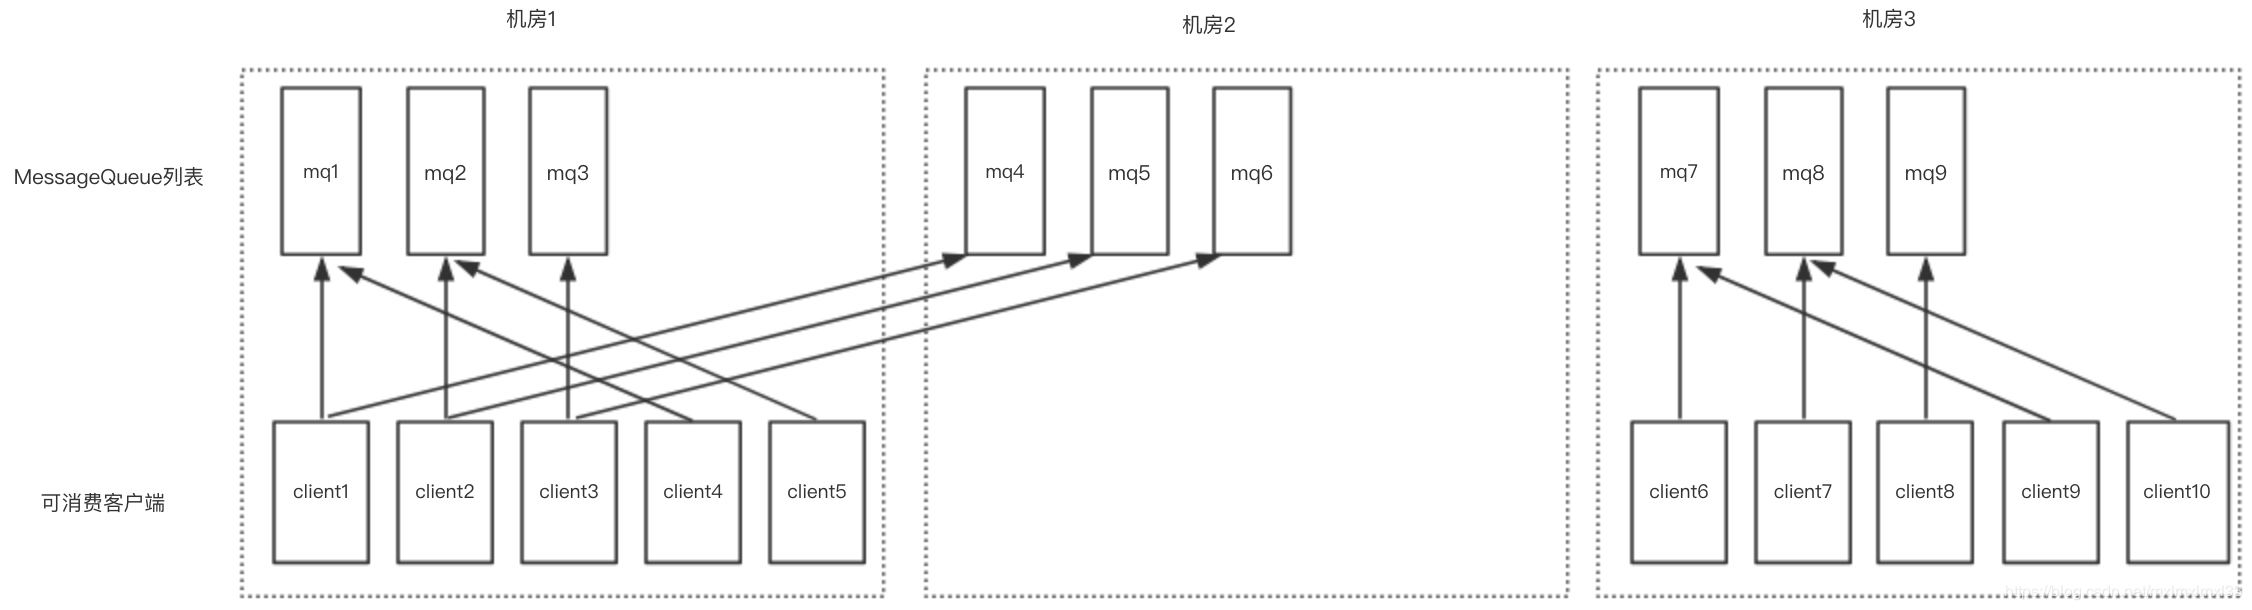 机房1
机房2
机房3
MessageQueue列表
mq1
mq2
mq3
mq4
mq5
mq6
mq7
mq8
mq9
可消费客户端
client1
client2
client3
client4
client5
client6
client7
client8
client9
client10